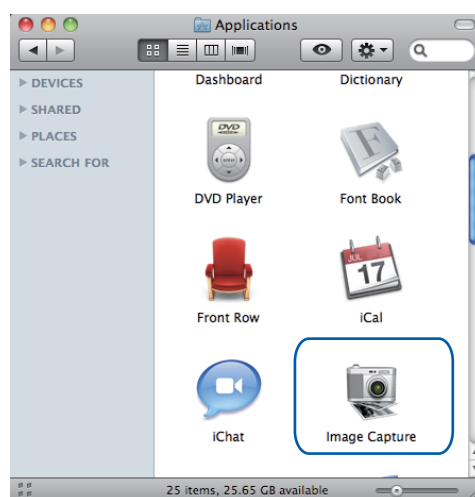 Applications
DEVICES
SHARED
PLACES
SEARCH FOR
Dashboard Dictionary
DVD
enter
DVD Player Font Book
F
JUL
17
Front Row iCal
iChat Image Capture
25 items, 25.65 GB available